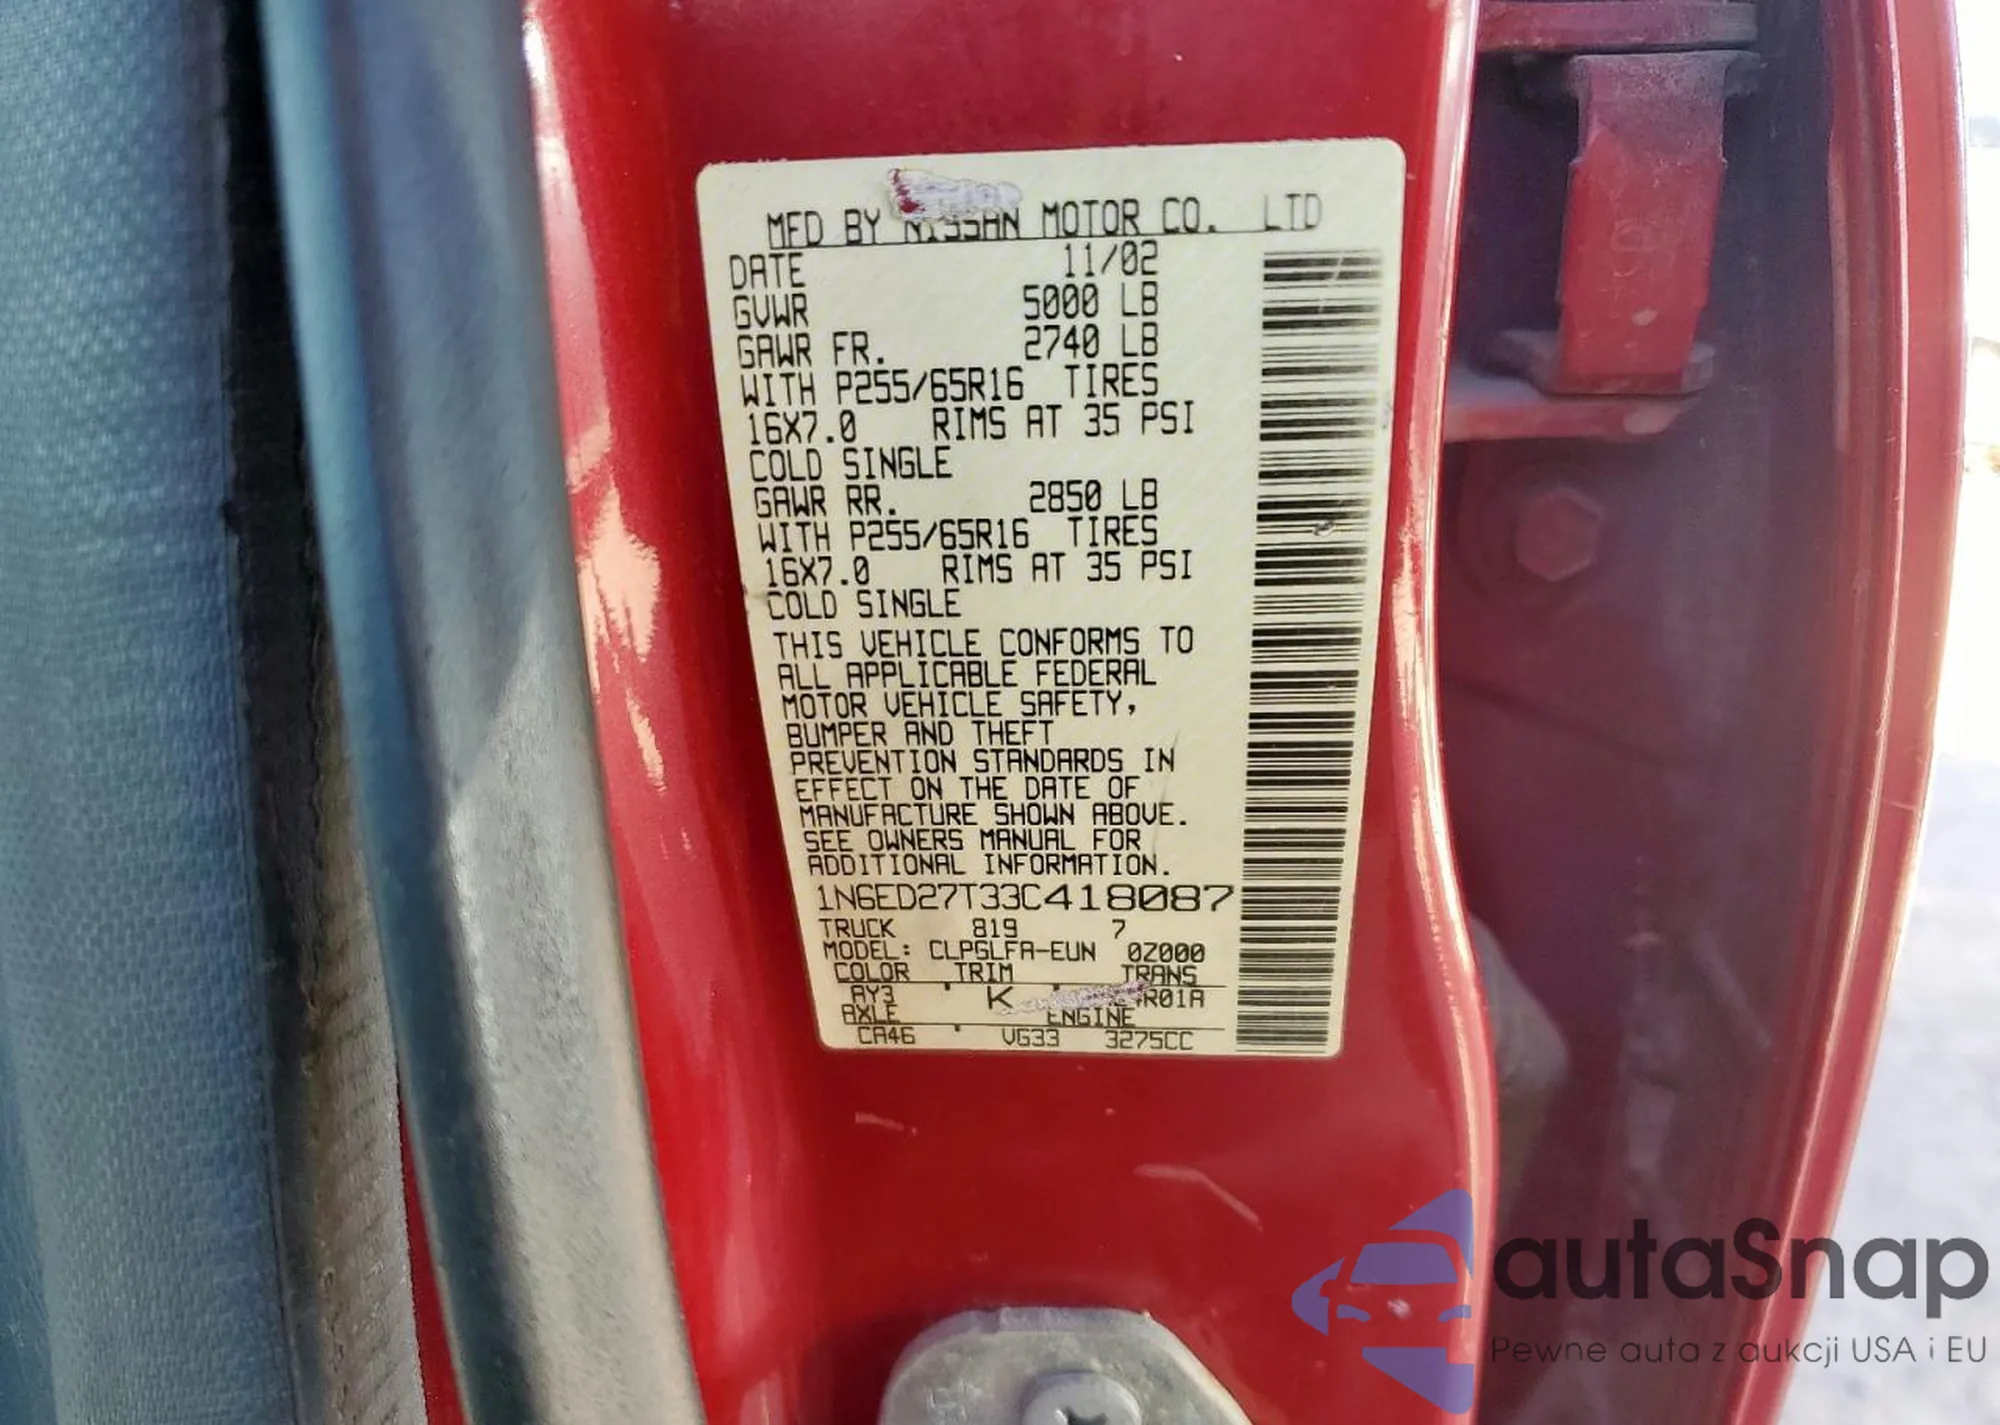 MFD BY NISSAN MOTOR CO. LTD
DATE 11/02
GVWR 5000 LB
GAWR FR. 2740 LB
WITH P255/65R16 TIRES
16X7.0 RIMS AT 35 PSI
COLD SINGLE
GAWR RR. 2850 LB
WITH P255/65R16 TIRES
16X7.0 RIMS AT 35 PSI
COLD SINGLE
THIS VEHICLE CONFORMS TO
ALL APPLICABLE FEDERAL
MOTOR VEHICLE SAFETY,
BUMPER AND THEFT
PREVENTION STANDARDS IN
EFFECT ON THE DATE OF
MANUFACTURE SHOWN ABOVE.
SEE OWNERS MANUAL FOR
ADDITIONAL INFORMATION.
1N6ED27T33C418087
TRUCK 819 7
MODEL: CLPGLFA-EUN 0Z000
COLOR TRIM TRANS
AY3 K
AXLE ENGINE
CA46 VG33 3275CC
autaSnap
Pewne auta z aukcji USA i EU